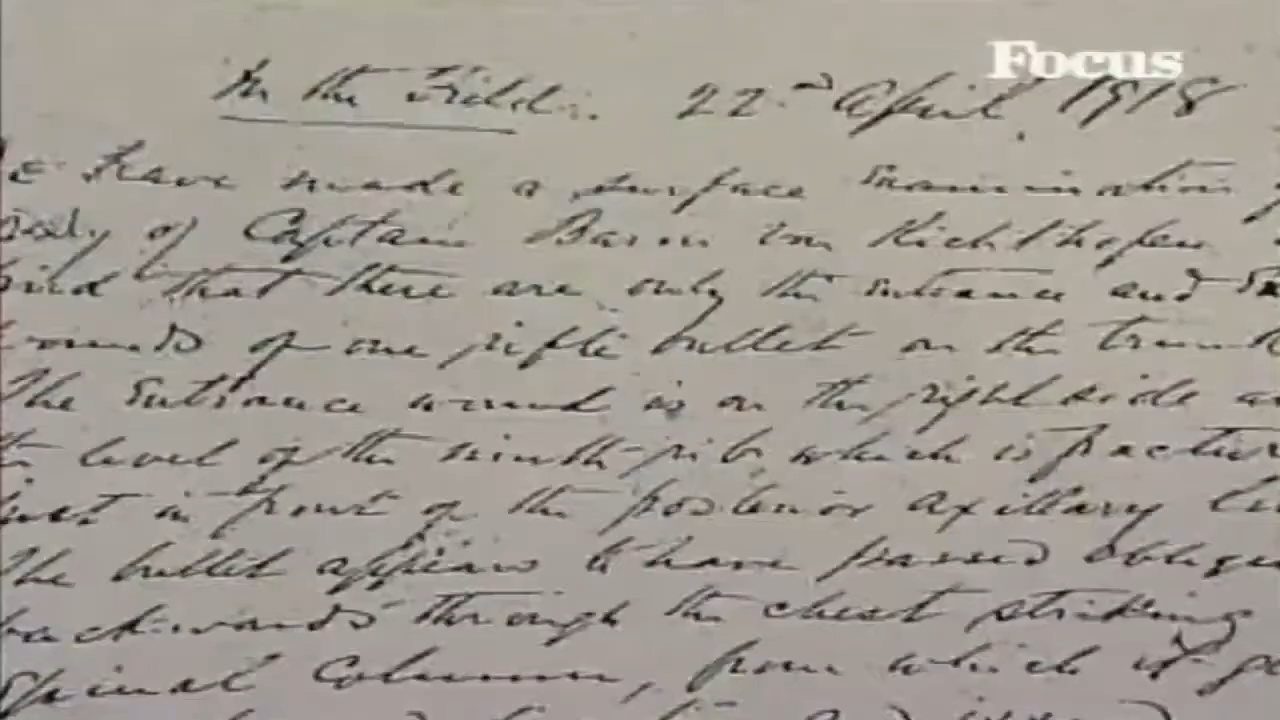 Focus
In the Field. 22nd April, 1918
We have made a surface examination
body of Captain Baron von Richthofen
find that there are only the entrance and
wounds of one rifle bullet on the trunk
The entrance wound is on the right side
the level of the ninth rib which is fractur
just in front of the posterior axillary
The bullet appears to have passed oblique
backwards through the chest striking
spinal column, from which it